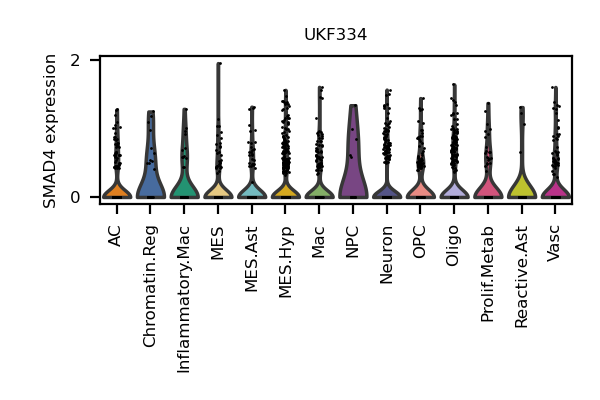 UKF334
SMAD4 expression
2
0
AC
Chromatin.Reg
Inflammatory.Mac
MES
MES.Ast
MES.Hyp
Mac
NPC
Neuron
OPC
Oligo
Prolif.Metab
Reactive.Ast
Vasc